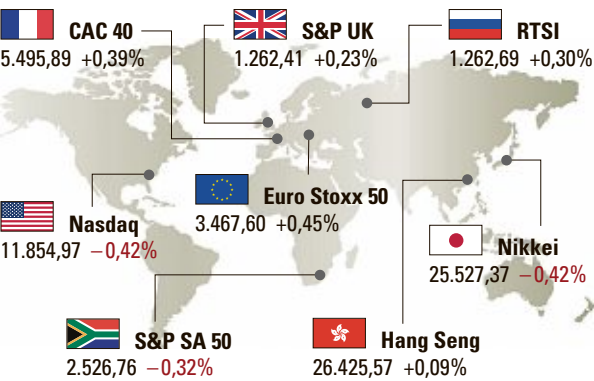 CAC 40
5.495,89 +0,39%
S&P UK
1.262,41 +0,23%
RTSI
1.262,69 +0,30%
Euro Stoxx 50
3.467,60 +0,45%
Nasdaq
11.854,97 −0,42%
Nikkei
25.527,37 −0,42%
S&P SA 50
2.526,76 −0,32%
Hang Seng
26.425,57 +0,09%